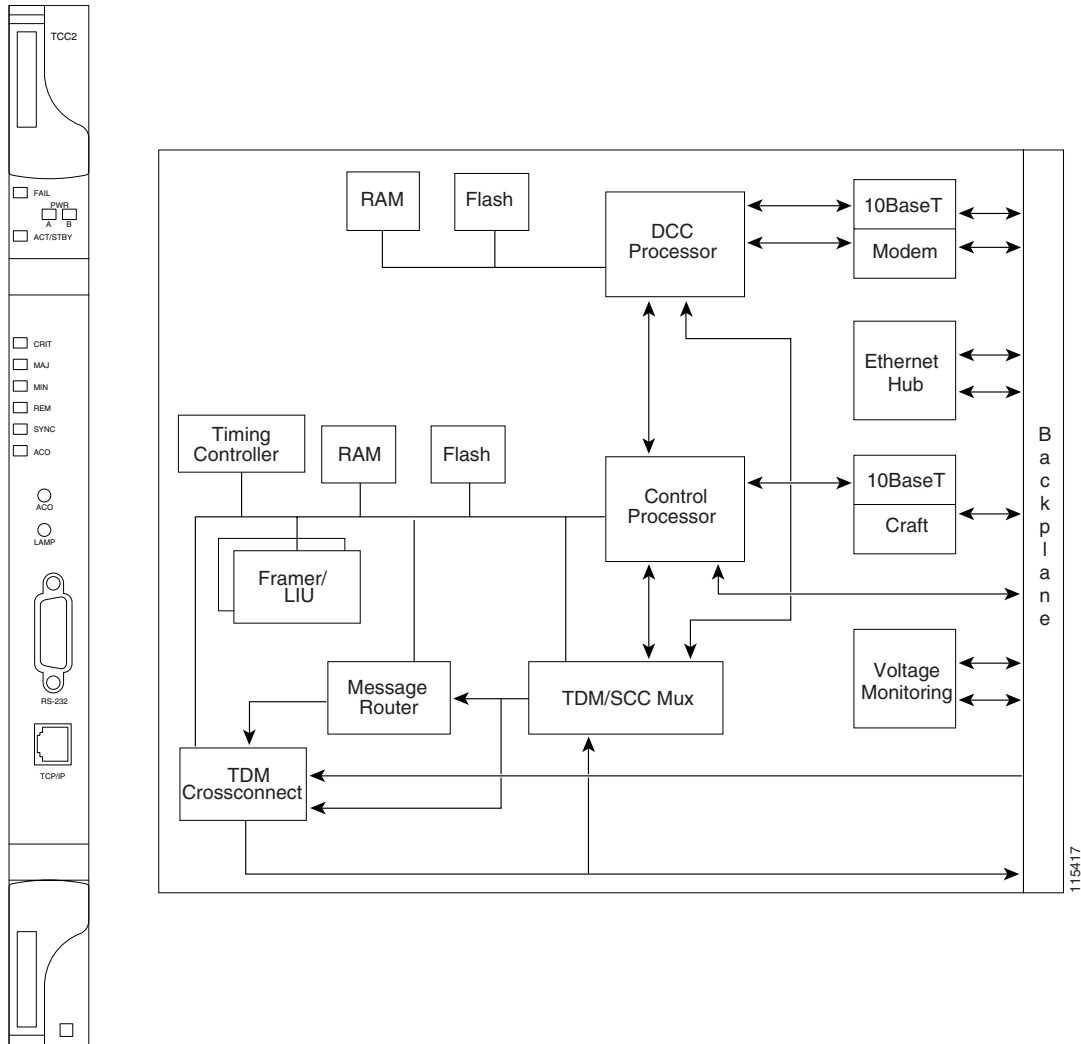 TCC2
FAIL
PWR
A B
ACT/STBY
CRIT
MAJ
MIN
REM
SYNC
ACO
ACO
LAMP
RS-232
TCP/IP
RAM
Flash
DCC
Processor
10BaseT
Modem
Ethernet
Hub
Timing
Controller
RAM
Flash
Control
Processor
10BaseT
Craft
Framer/
LIU
Message
Router
TDM/SCC Mux
Voltage
Monitoring
TDM
Crossconnect
Backplane
115417